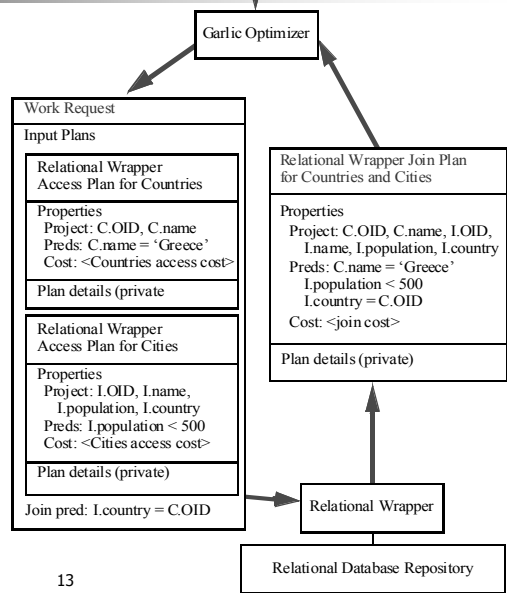 Garlic Optimizer
Work Request
Input Plans
Relational Wrapper
Access Plan for Countries
Properties
Project: C.OID, C.name
Preds: C.name = ‘Greece’
Cost: <Countries access cost>
Plan details (private
Relational Wrapper
Access Plan for Cities
Properties
Project: I.OID, I.name,
I.population, I.country
Preds: I.population < 500
Cost: <Cities access cost>
Plan details (private)
Join pred: I.country = C.OID
Relational Wrapper Join Plan
for Countries and Cities
Properties
Project: C.OID, C.name, I.OID,
I.name, I.population, I.country
Preds: C.name = ‘Greece’
I.population < 500
I.country = C.OID
Cost: <join cost>
Plan details (private)
Relational Wrapper
Relational Database Repository
13